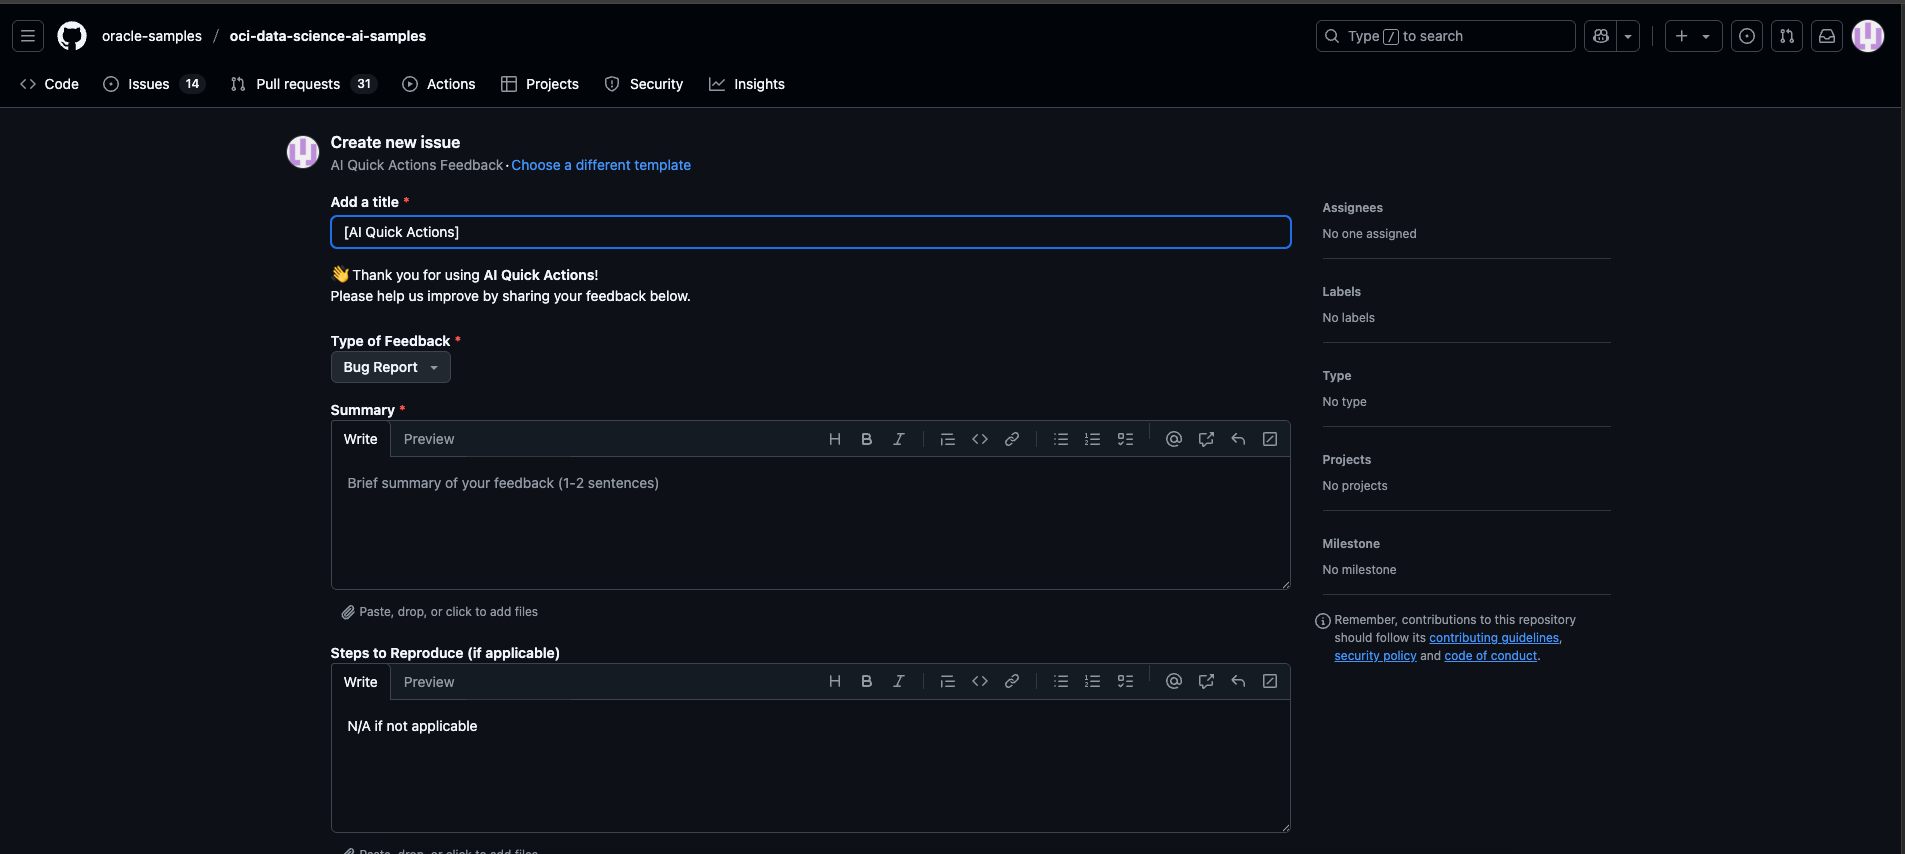 oracle-samples / oci-data-science-ai-samples
Type / to search
Code
Issues 14
Pull requests 31
Actions
Projects
Security
Insights
Create new issue
AI Quick Actions Feedback · Choose a different template
Add a title *
[AI Quick Actions]
👋 Thank you for using AI Quick Actions!
Please help us improve by sharing your feedback below.
Type of Feedback *
Bug Report
Summary *
Write
Preview
Brief summary of your feedback (1-2 sentences)
Paste, drop, or click to add files
Steps to Reproduce (if applicable)
Write
Preview
N/A if not applicable
Paste, drop, or click to add files
Assignees
No one assigned
Labels
No labels
Type
No type
Projects
No projects
Milestone
No milestone
Remember, contributions to this repository
should follow its contributing guidelines,
security policy and code of conduct.